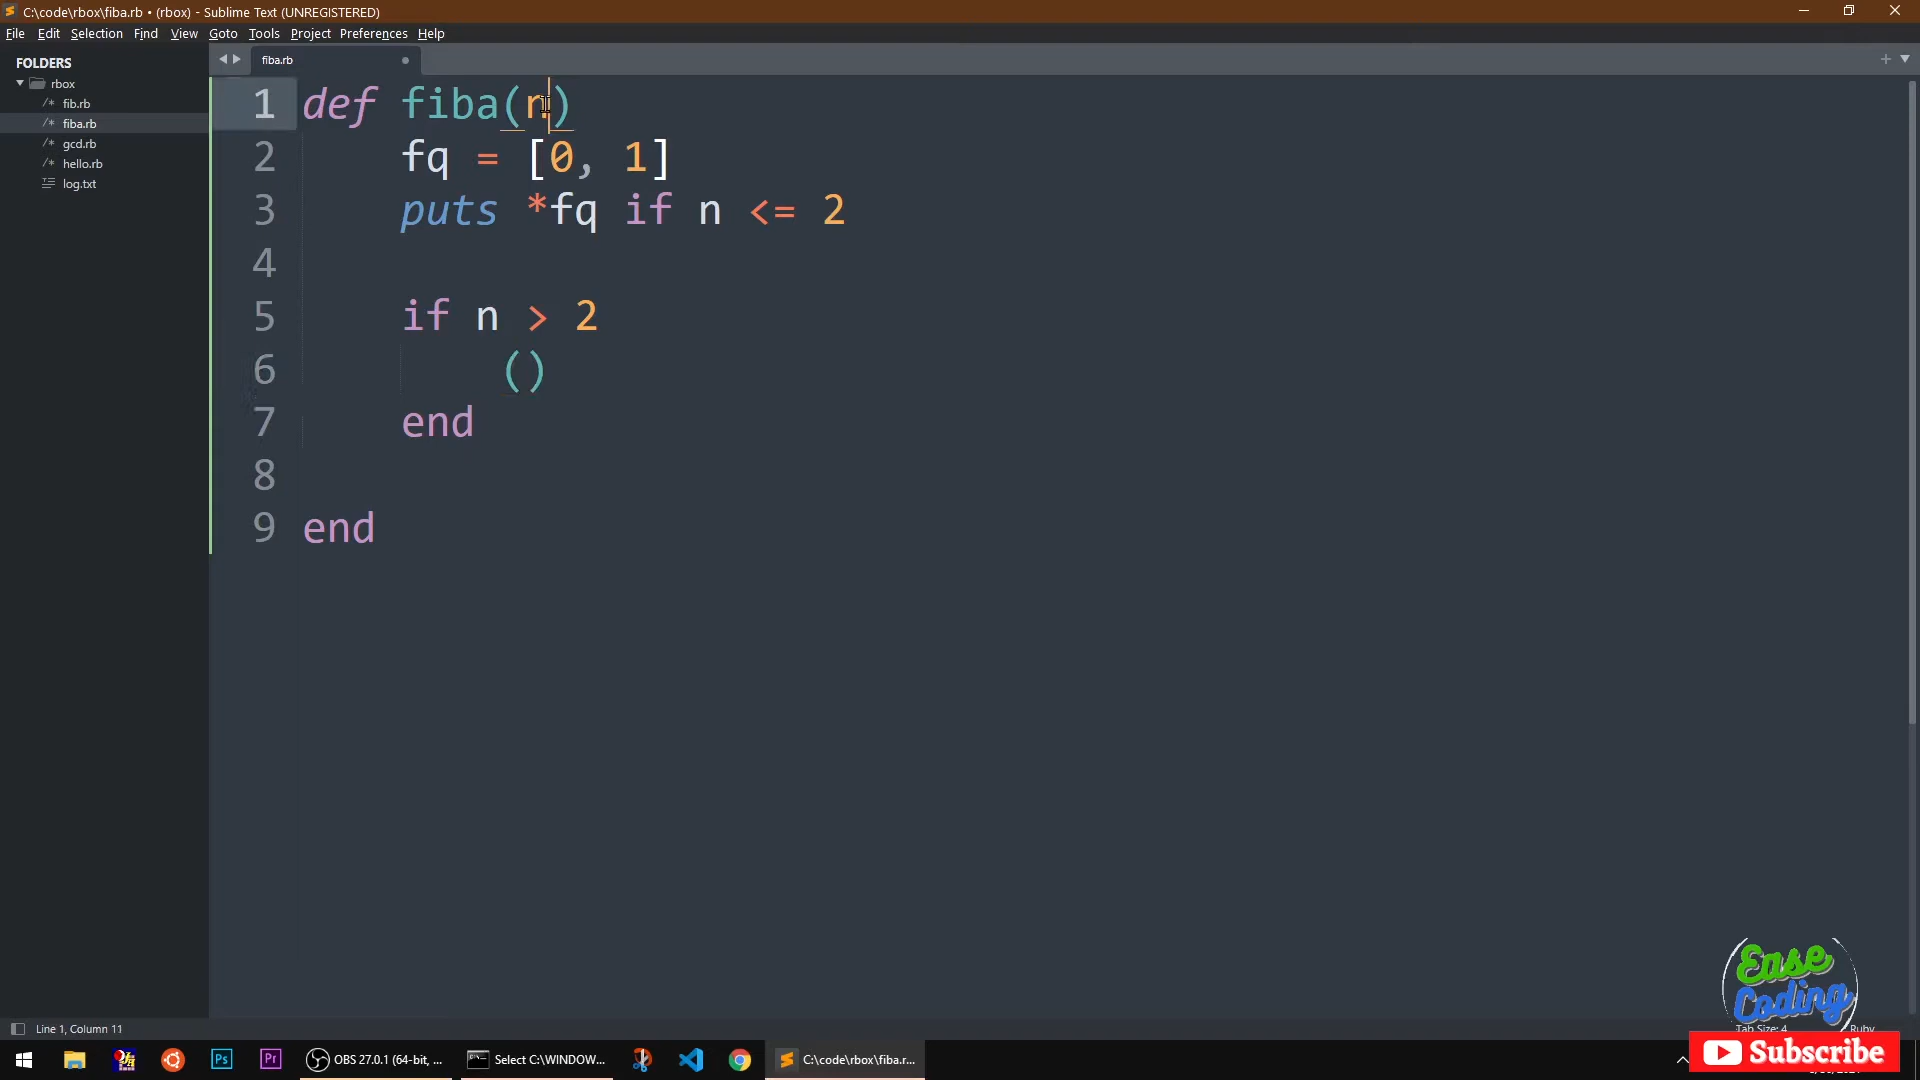 C:\code\rbox\fiba.rb • (rbox) - Sublime Text (UNREGISTERED)
File Edit Selection Find View Goto Tools Project Preferences Help
FOLDERS
rbox
/* fib.rb
/* fiba.rb
/* gcd.rb
/* hello.rb
log.txt
fiba.rb
1 def fiba(n)
2 fq = [0, 1]
3 puts *fq if n <= 2
4
5 if n > 2
6 ()
7 end
8
9 end
Ease
Coding
Line 1, Column 11
Tab Size: 4
Ruby
Ps
Pr
OBS 27.0.1 (64-bit, ...
Select C:\WINDOW...
C:\code\rbox\fiba.r...
Subscribe